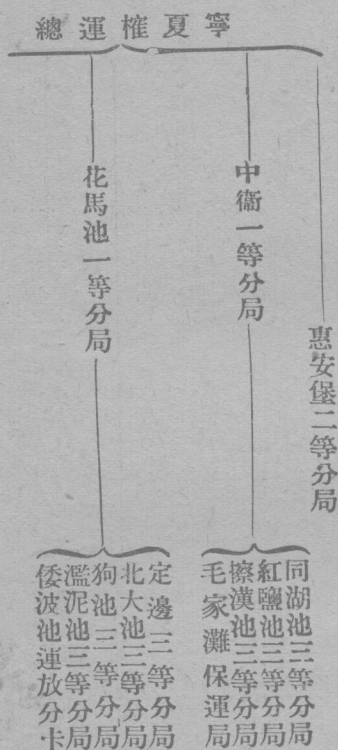 寧夏榷運總
惠安堡二等分局
中衞一等分局
同湖池三等分局
紅鹽池三等分局
擦漢池三等分局
毛家灘保運局
花馬池一等分局
定邊三等分局
北大池三等分局
狗池三等分局
濫泥池三等分局
倭波池運放分卡